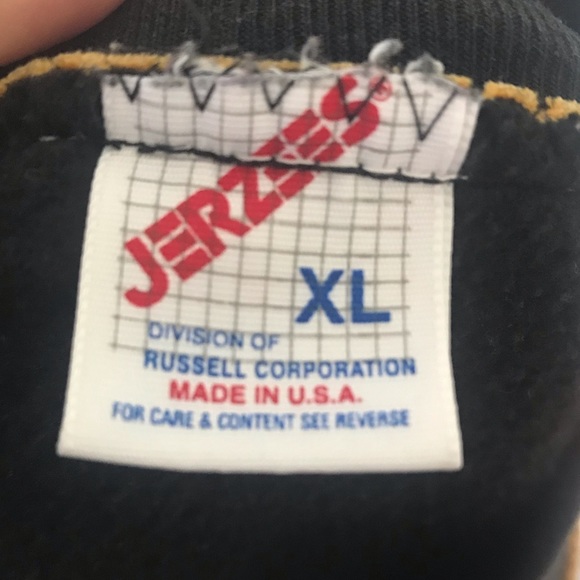 JERZEES®
XL
DIVISION OF
RUSSELL CORPORATION
MADE IN U.S.A.
FOR CARE & CONTENT SEE REVERSE